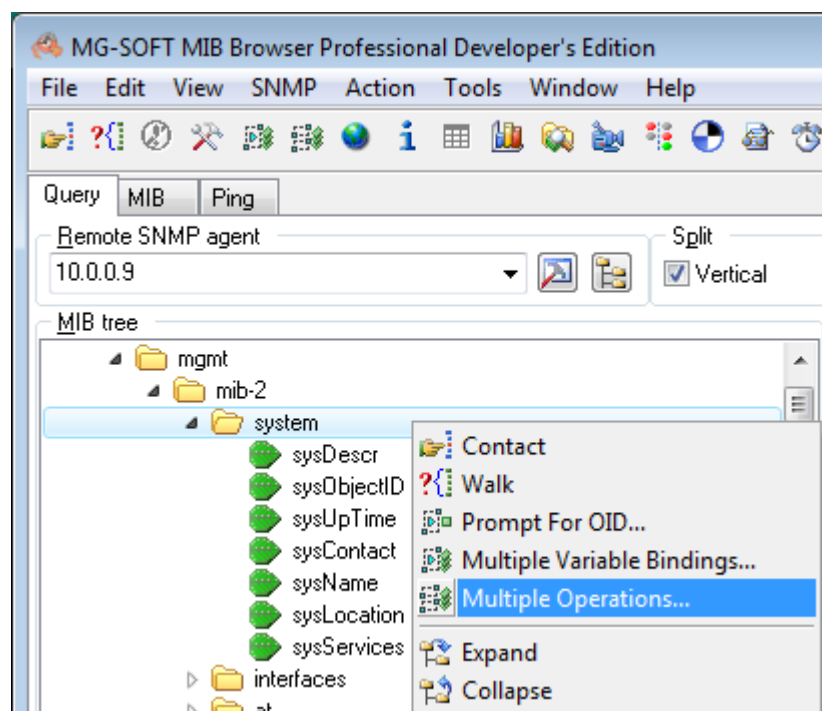 MG-SOFT MIB Browser Professional Developer's Edition
File Edit View SNMP Action Tools Window Help
Query MIB Ping
Remote SNMP agent
Split
10.0.0.9
Vertical
MIB tree
mgmt
mib-2
system
sysDescr
sysObjectID
sysUpTime
sysContact
sysName
sysLocation
sysServices
interfaces
at
Contact
Walk
Prompt For OID...
Multiple Variable Bindings...
Multiple Operations...
Expand
Collapse